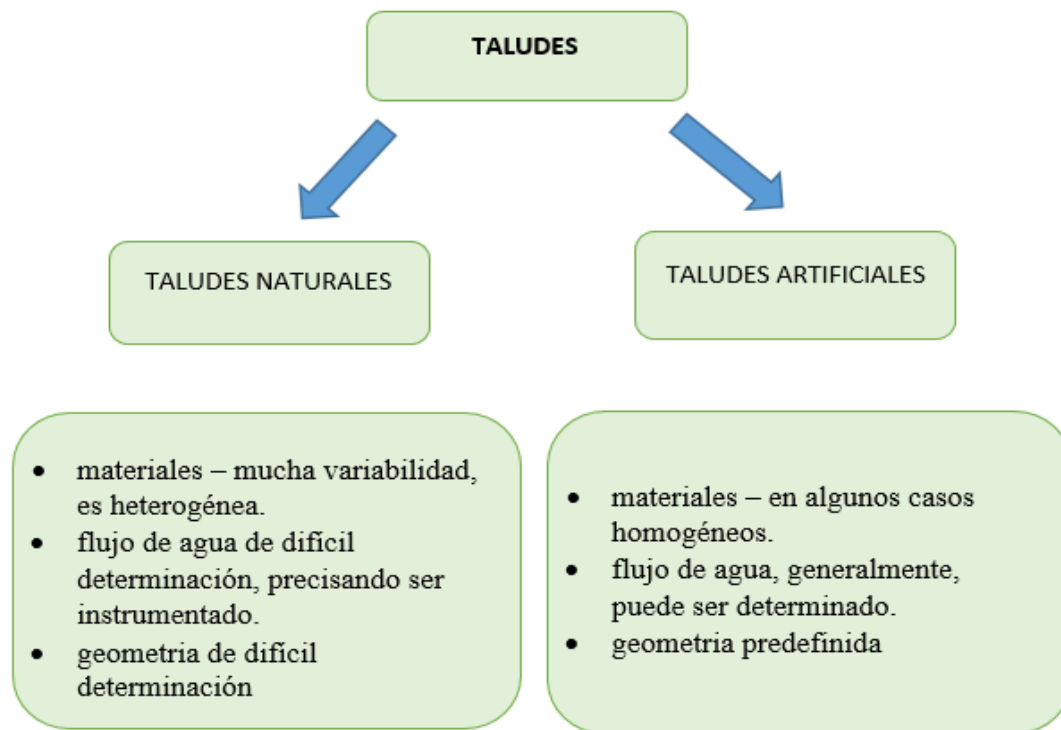 TALUDES
TALUDES NATURALES
TALUDES ARTIFICIALES
• materiales – mucha variabilidad,
es heterogénea.
• flujo de agua de difícil
determinación, precisando ser
instrumentado.
• geometria de difícil
determinación
• materiales – en algunos casos
homogéneos.
• flujo de agua, generalmente,
puede ser determinado.
• geometria predefinida